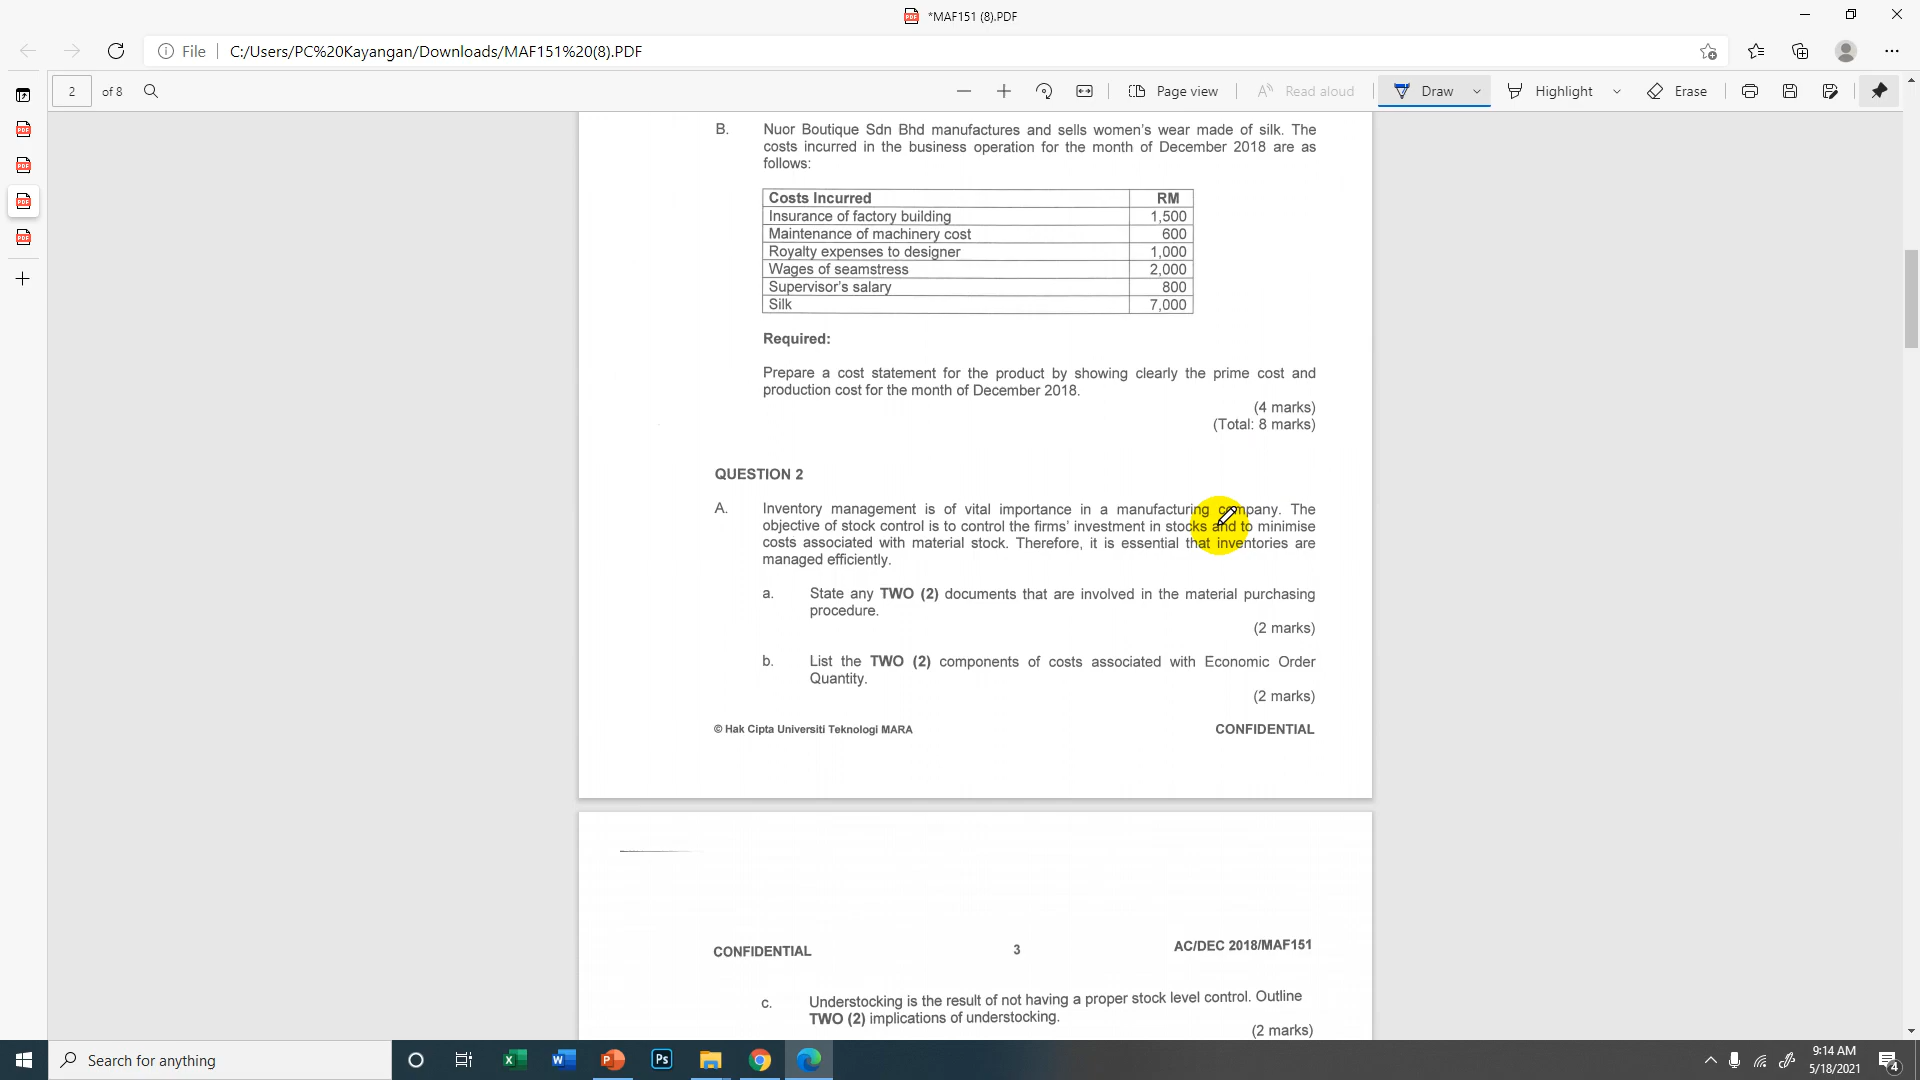 *MAF151 (8).PDF
File C:/Users/PC%20Kayangan/Downloads/MAF151%20(8).PDF
2 of 8 Page view Read aloud Draw Highlight Erase
B. Nuor Boutique Sdn Bhd manufactures and sells women's wear made of silk. The
costs incurred in the business operation for the month of December 2018 are as
follows:
Costs Incurred RM
Insurance of factory building 1,500
Maintenance of machinery cost 600
Royalty expenses to designer 1,000
Wages of seamstress 2,000
Supervisor's salary 800
Silk 7,000
Required:
Prepare a cost statement for the product by showing clearly the prime cost and
production cost for the month of December 2018.
(4 marks)
(Total: 8 marks)
QUESTION 2
A. Inventory management is of vital importance in a manufacturing company. The
objective of stock control is to control the firms' investment in stocks and to minimise
costs associated with material stock. Therefore, it is essential that inventories are
managed efficiently.
a. State any TWO (2) documents that are involved in the material purchasing
procedure.
(2 marks)
b. List the TWO (2) components of costs associated with Economic Order
Quantity.
(2 marks)
© Hak Cipta Universiti Teknologi MARA CONFIDENTIAL
CONFIDENTIAL 3 AC/DEC 2018/MAF151
c. Understocking is the result of not having a proper stock level control. Outline
TWO (2) implications of understocking.
(2 marks)
Search for anything
9:14 AM
5/18/2021
4